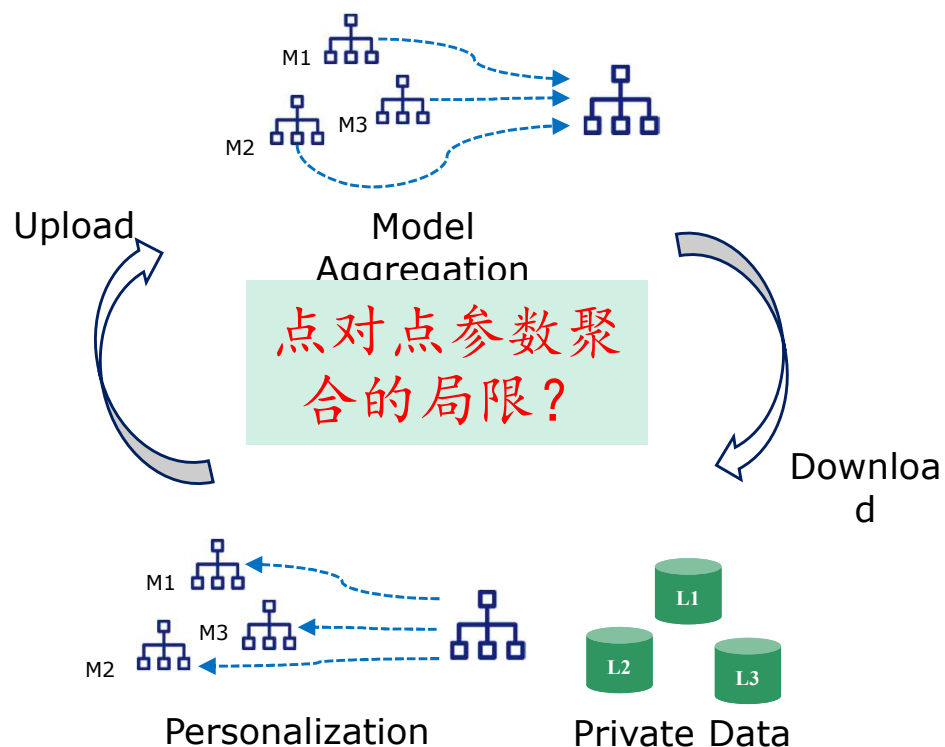 M1
M3
M2
Upload
Model
Aggregation
点对点参数聚
合的局限？
Downloa
d
M1
M3
M2
L1
L2
L3
Personalization
Private Data